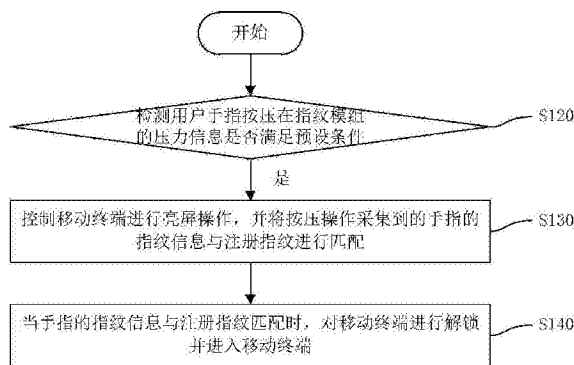 开始
检测用户手指按压在指纹模组
的压力信息是否满足预设条件
S120
是
控制移动终端进行亮屏操作，并将按压操作采集到的手指的
指纹信息与注册指纹进行匹配
S130
当手指的指纹信息与注册指纹匹配时，对移动终端进行解锁
并进入移动终端
S140